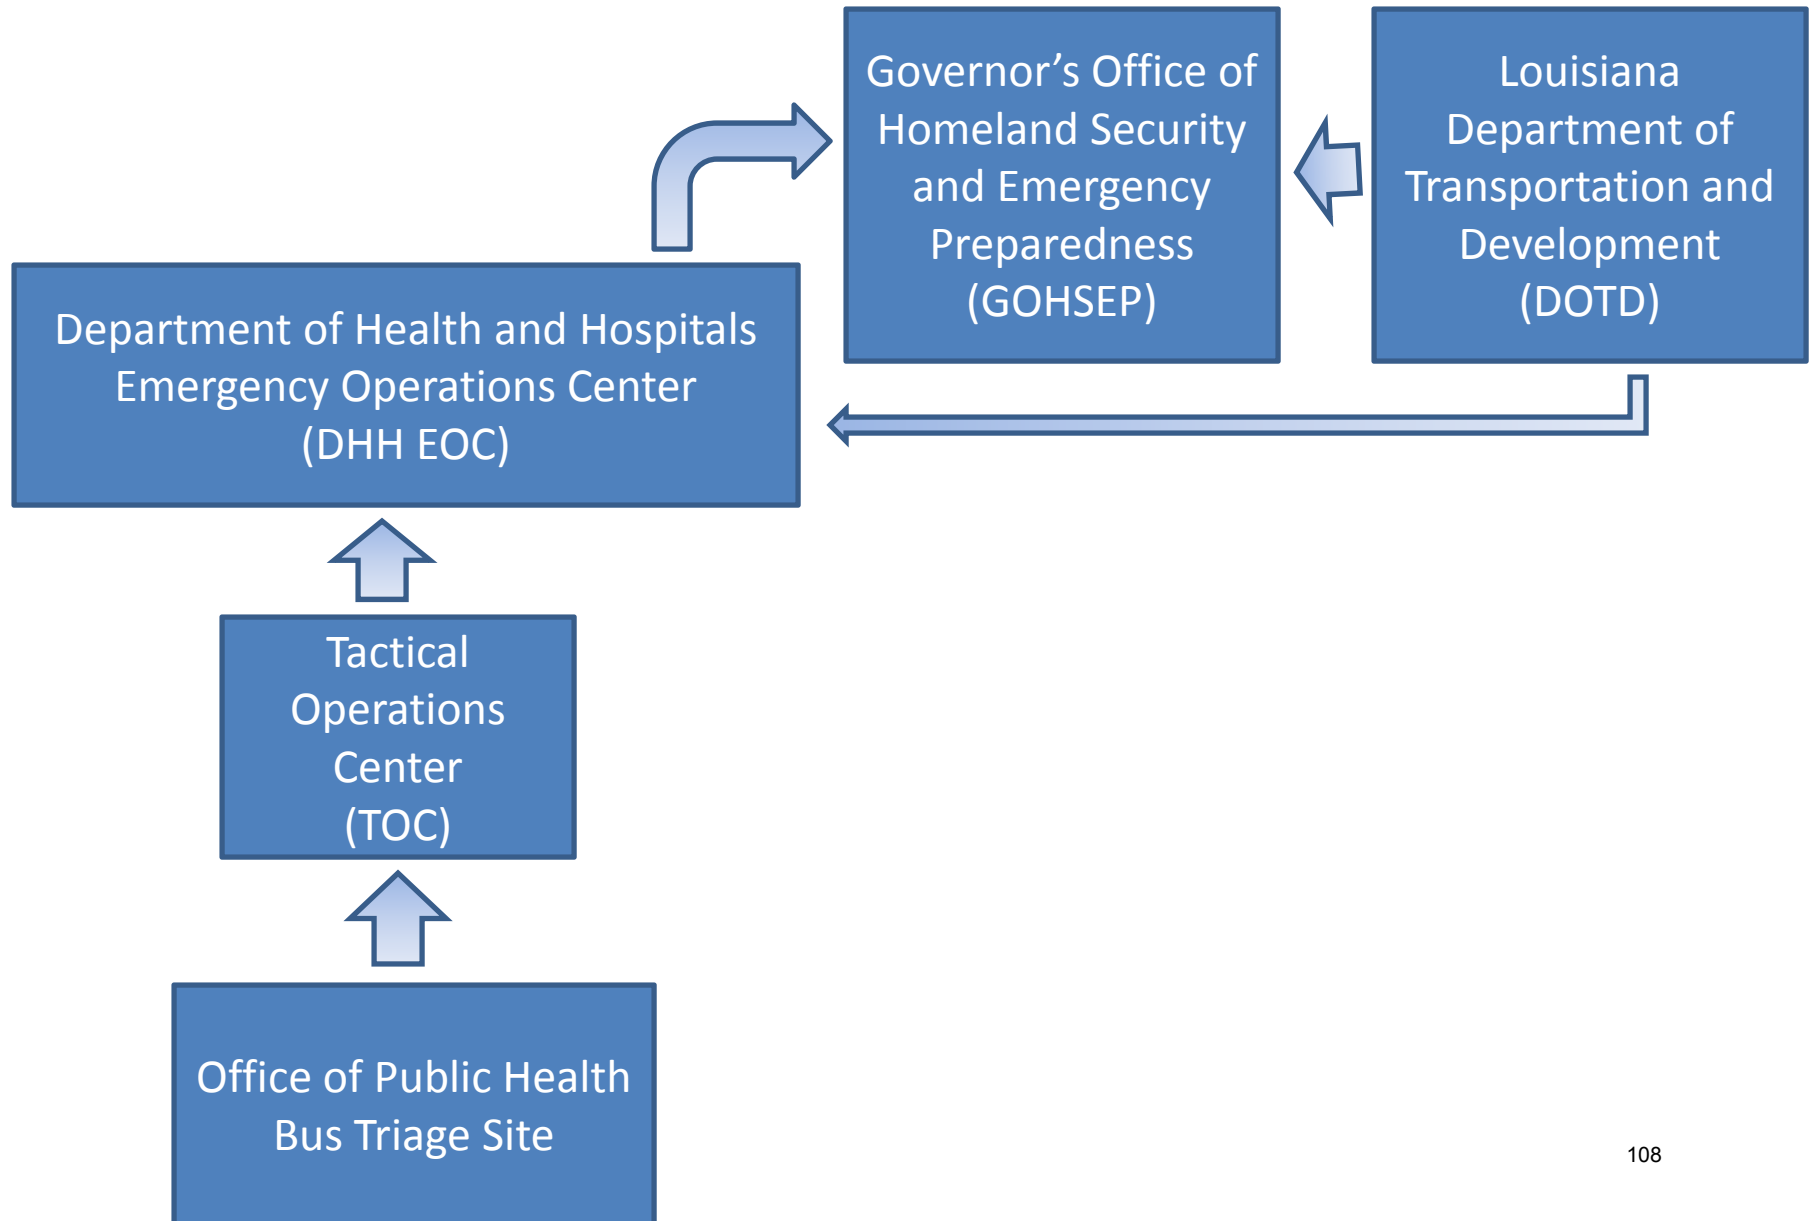 Governor’s Office of
Homeland Security
and Emergency
Preparedness
(GOHSEP)
Louisiana
Department of
Transportation and
Development
(DOTD)
Department of Health and Hospitals
Emergency Operations Center
(DHH EOC)
Tactical
Operations
Center
(TOC)
Office of Public Health
Bus Triage Site
108